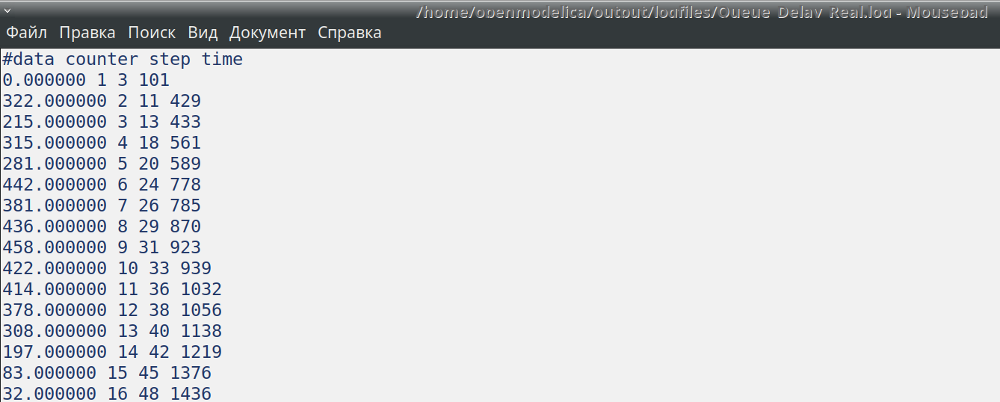 /home/openmodelica/output/logfiles/Queue_Delay_Real.log - Mousepad
Файл Правка Поиск Вид Документ Справка
#data counter step time
0.000000 1 3 101
322.000000 2 11 429
215.000000 3 13 433
315.000000 4 18 561
281.000000 5 20 589
442.000000 6 24 778
381.000000 7 26 785
436.000000 8 29 870
458.000000 9 31 923
422.000000 10 33 939
414.000000 11 36 1032
378.000000 12 38 1056
308.000000 13 40 1138
197.000000 14 42 1219
83.000000 15 45 1376
32.000000 16 48 1436